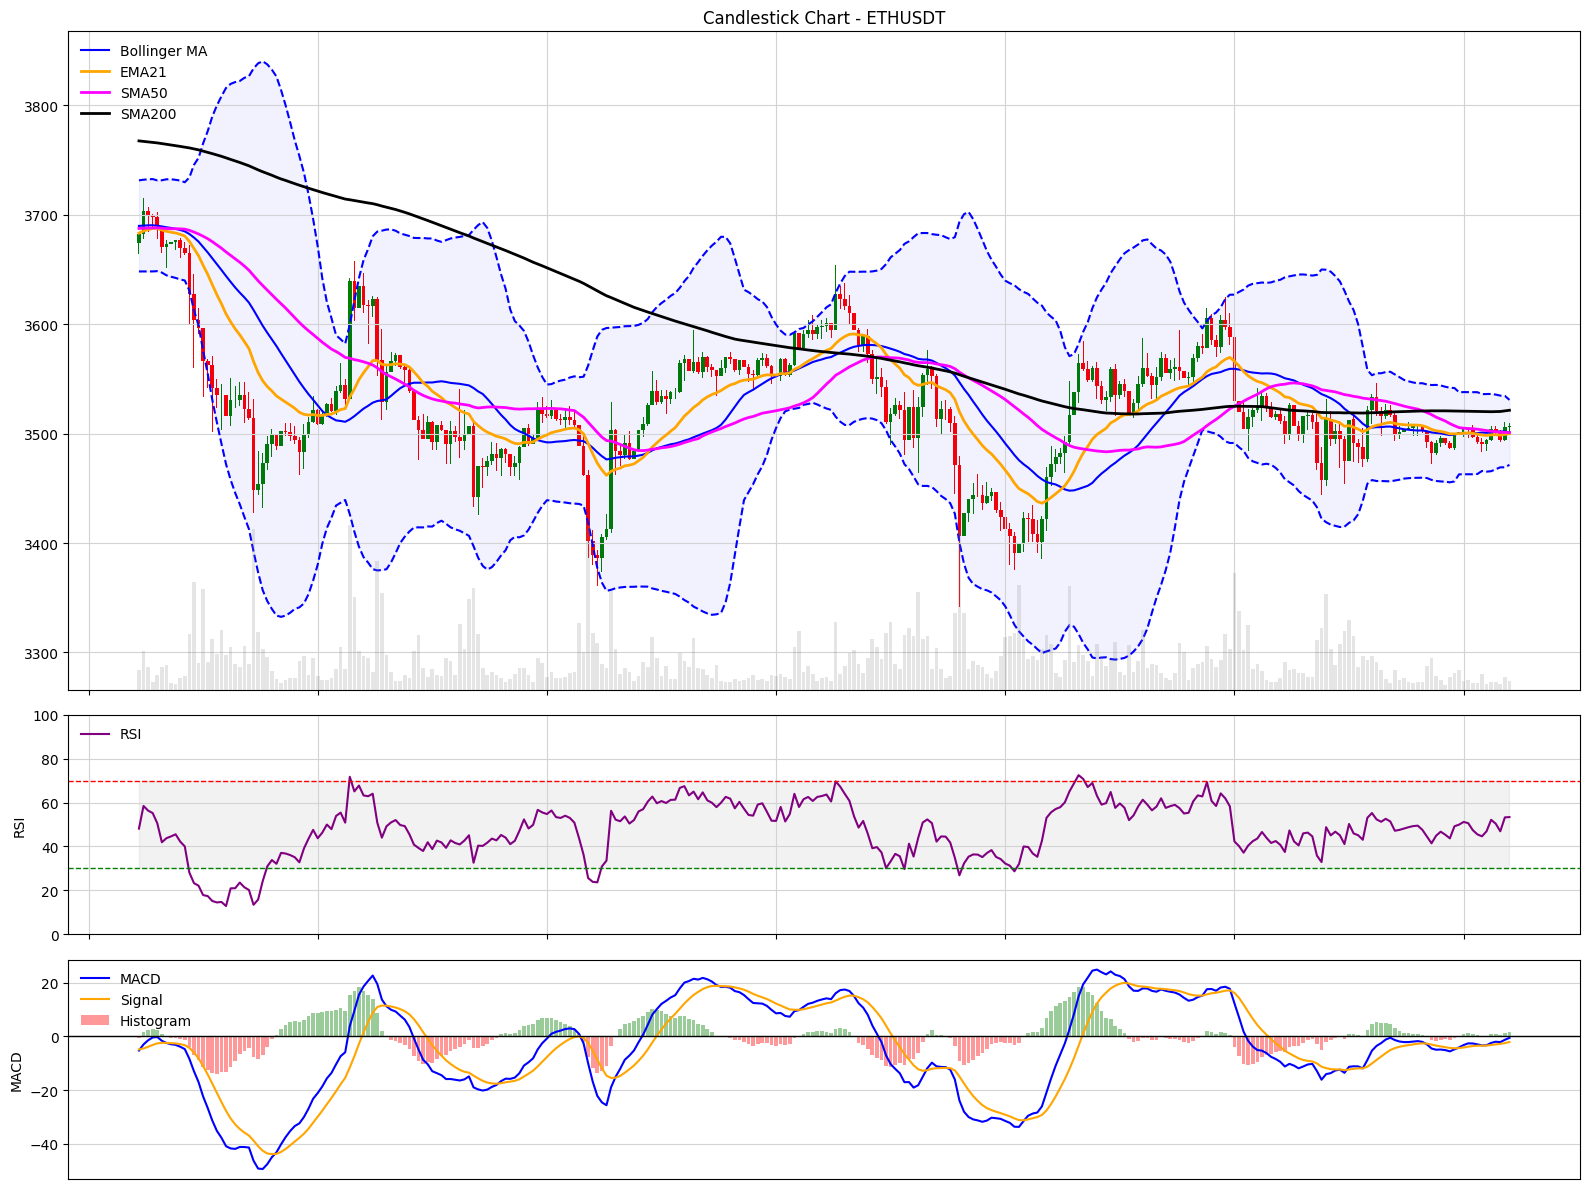 Candlestick Chart - ETHUSDT
Bollinger MA
EMA21
SMA50
SMA200
3800
3700
3600
3500
3400
3300
RSI
100
80
60
40
20
0
RSI
MACD
Signal
Histogram
20
0
−20
−40
MACD